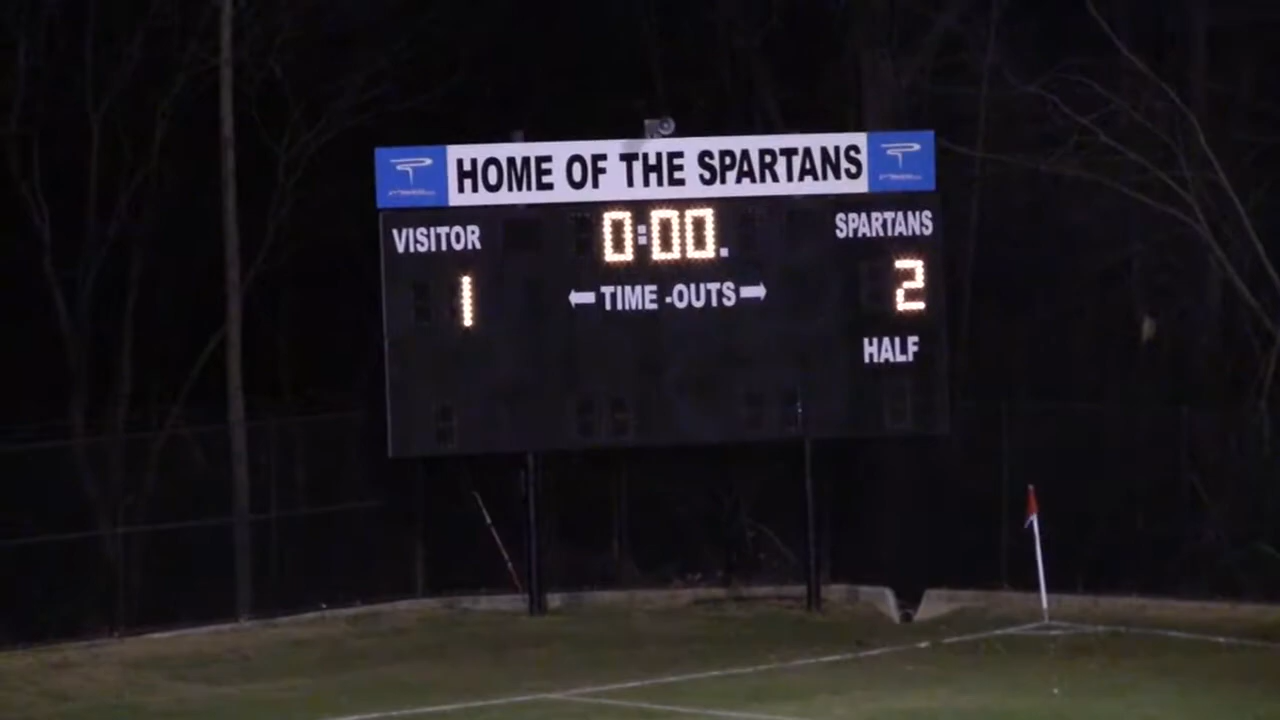 HOME OF THE SPARTANS
VISITOR 0:00. SPARTANS
1 ←TIME -OUTS→ 2
HALF